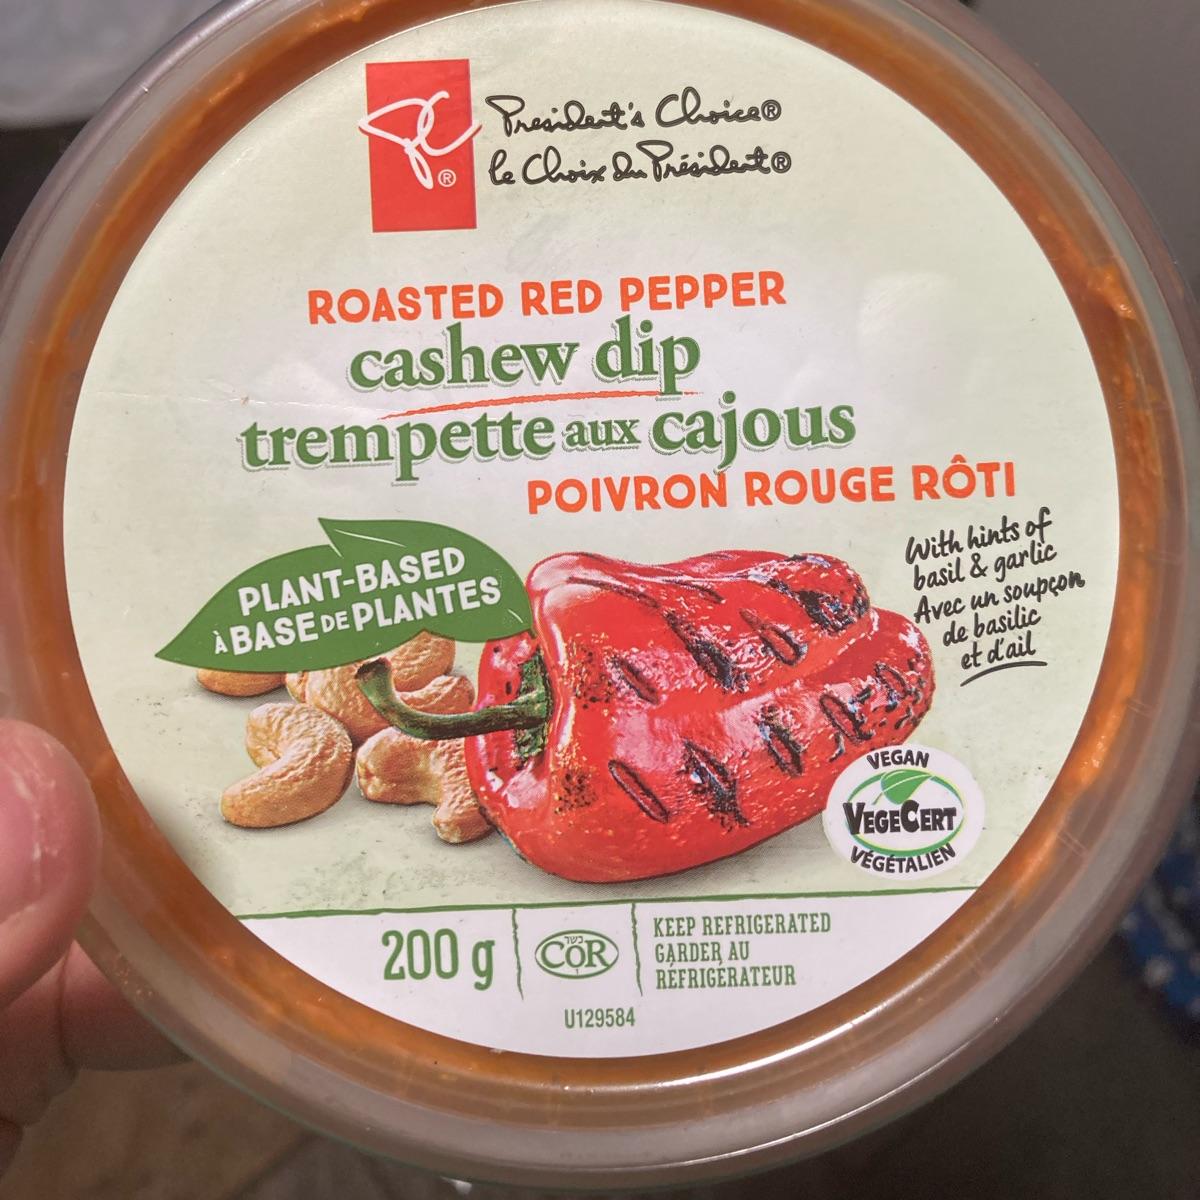 PC®
President's Choice®
le Choix du Président®
ROASTED RED PEPPER
cashew dip
trempette aux cajous
POIVRON ROUGE RÔTI
With hints of
basil & garlic
Avec un soupçon
de basilic
et d'ail
PLANT-BASED
À BASE DE PLANTES
VEGAN
VEGECERT
VÉGÉTALIEN
200 g
כשר
COR
KEEP REFRIGERATED
GARDER AU
RÉFRIGÉRATEUR
U129584